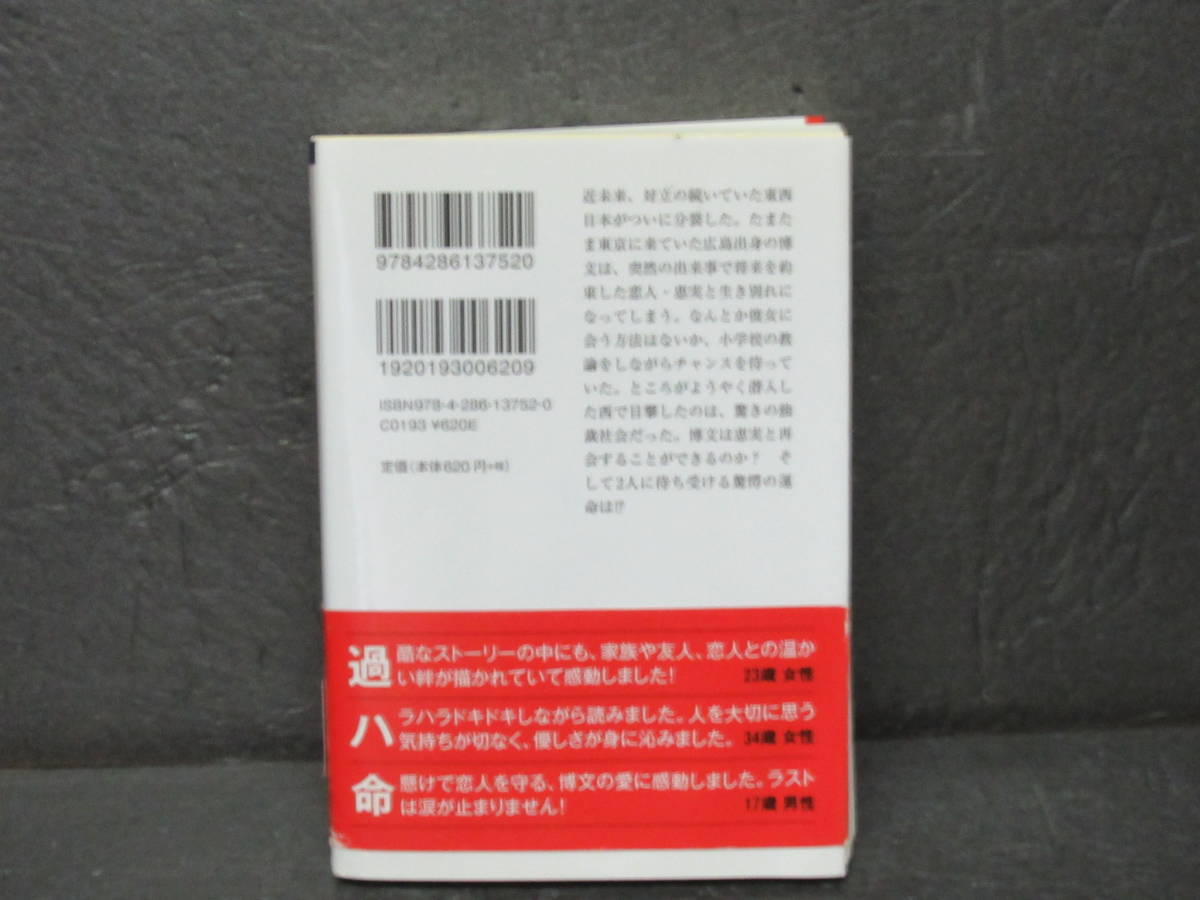 9784286137520
1920193006209
ISBN978-4-286-13752-0
C0193 ¥620E
定価(本体620円+税)
近未来、対立の続いていた東西
日本がついに分裂した。たまた
ま東京に来ていた広島出身の博
文は、突然の出来事で将来を約
束した恋人・恵実と生き別れに
なってしまう。なんとか彼女に
会う方法はないか、小学校の教
諭をしながらチャンスを待って
いた。ところがようやく潜入し
た西で目撃したのは、驚きの独
裁社会だった。博文は恵実と再
会することができるのか? そ
して2人に待ち受ける驚愕の運
命は!?
過酷なストーリーの中にも、家族や友人、恋人との温か
い絆が描かれていて感動しました! 23歳 女性
ハラハラドキドキしながら読みました。人を大切に思う
気持ちが切なく、優しさが身に沁みました。 34歳 女性
命懸けで恋人を守る、博文の愛に感動しました。ラスト
は涙が止まりません! 17歳 男性